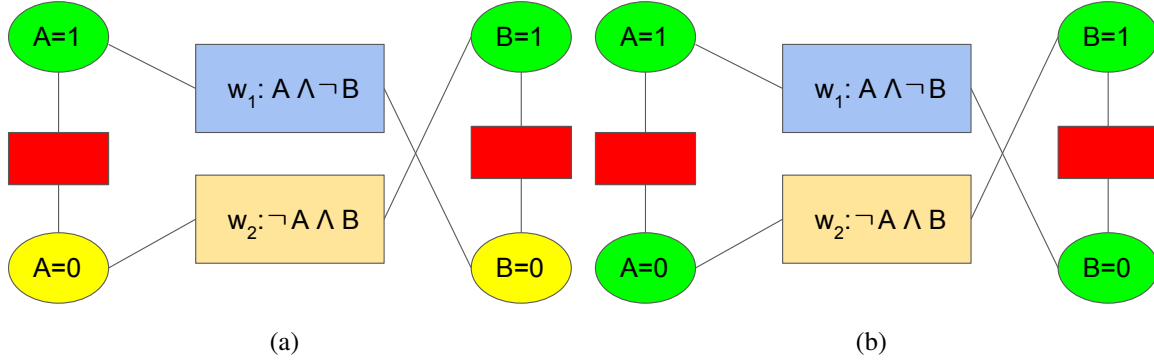 A=1
B=1
w₁: A Λ ¬ B
w₂: ¬ A Λ B
A=0
B=0
(a)
A=1
B=1
w₁: A Λ ¬ B
w₂: ¬ A Λ B
A=0
B=0
(b)